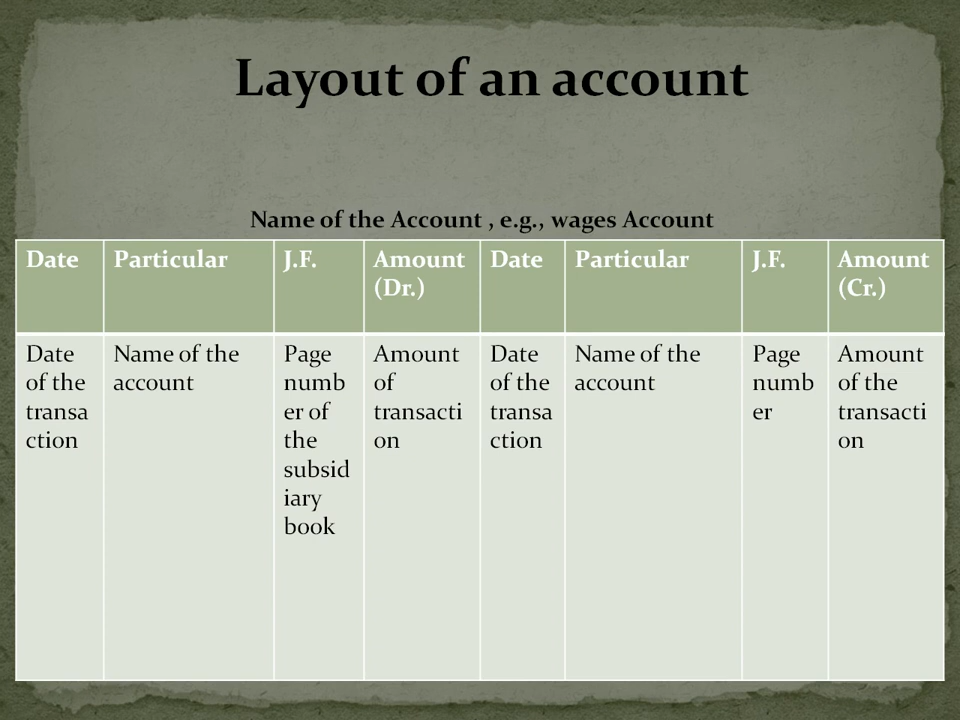 Layout of an account
Name of the Account , e.g., wages Account
Date
Particular
J.F.
Amount
(Dr.)
Date
Particular
J.F.
Amount
(Cr.)
Date
of the
transa
ction
Name of the
account
Page
numb
er of
the
subsid
iary
book
Amount
of
transacti
on
Date
of the
transa
ction
Name of the
account
Page
numb
er
Amount
of the
transacti
on